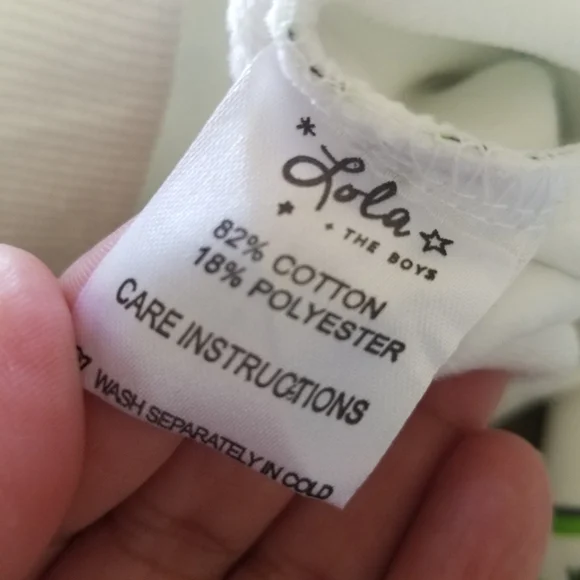 Lola
+ THE BOYS
82% COTTON
18% POLYESTER
CARE INSTRUCTIONS
WASH SEPARATELY IN COLD